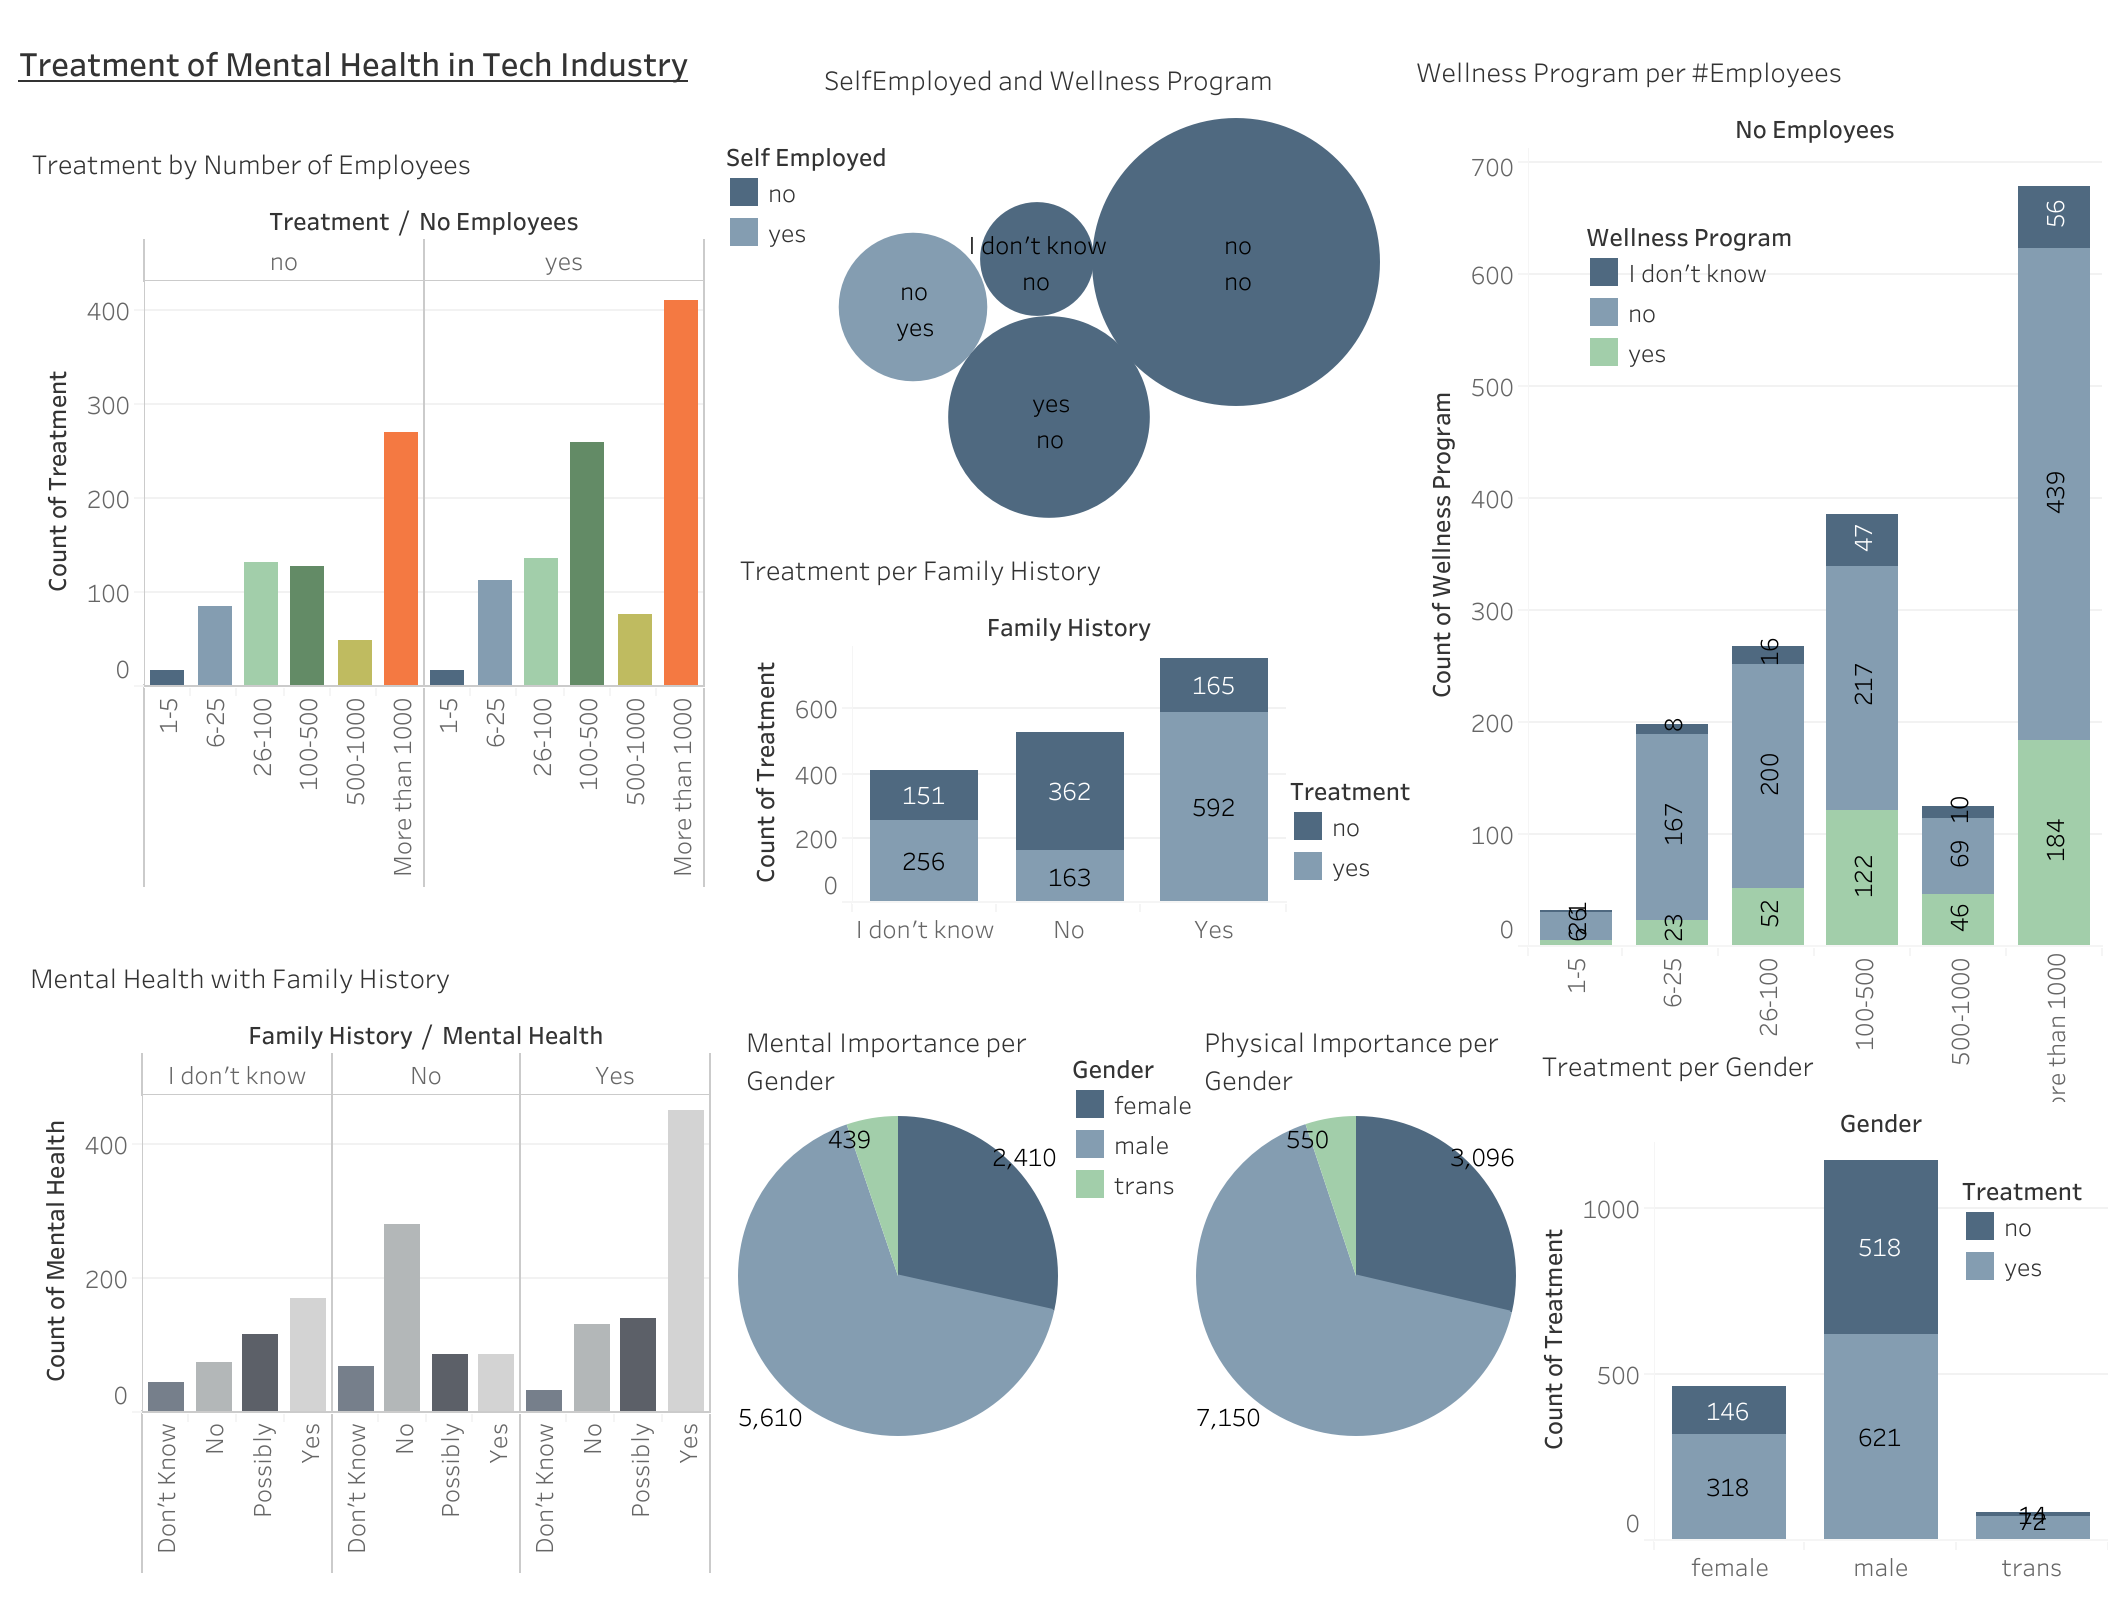 Treatment of Mental Health in Tech Industry
Treatment by Number of Employees
Treatment / No Employees
no
yes
Count of Treatment
400
300
200
100
0
1-5
6-25
26-100
100-500
500-1000
More than 1000
1-5
6-25
26-100
100-500
500-1000
More than 1000
SelfEmployed and Wellness Program
Self Employed
no
yes
no
yes
I don't know
no
no
no
yes
no
Wellness Program per #Employees
No Employees
Wellness Program
I don't know
no
yes
Count of Wellness Program
700
600
500
400
300
200
100
0
1
26
6
8
167
23
16
200
52
47
217
122
10
69
46
56
439
184
1-5
6-25
26-100
100-500
500-1000
ore than 1000
Treatment per Family History
Family History
Count of Treatment
600
400
200
0
151
256
362
163
165
592
I don't know
No
Yes
Treatment
no
yes
Mental Health with Family History
Family History / Mental Health
I don't know
No
Yes
Count of Mental Health
400
200
0
Don't Know
No
Possibly
Yes
Don't Know
No
Possibly
Yes
Don't Know
No
Possibly
Yes
Mental Importance per
Gender
439
2,410
5,610
Gender
female
male
trans
Physical Importance per
Gender
550
3,096
7,150
Treatment per Gender
Gender
Count of Treatment
1000
500
0
146
318
518
621
14
72
female
male
trans
Treatment
no
yes